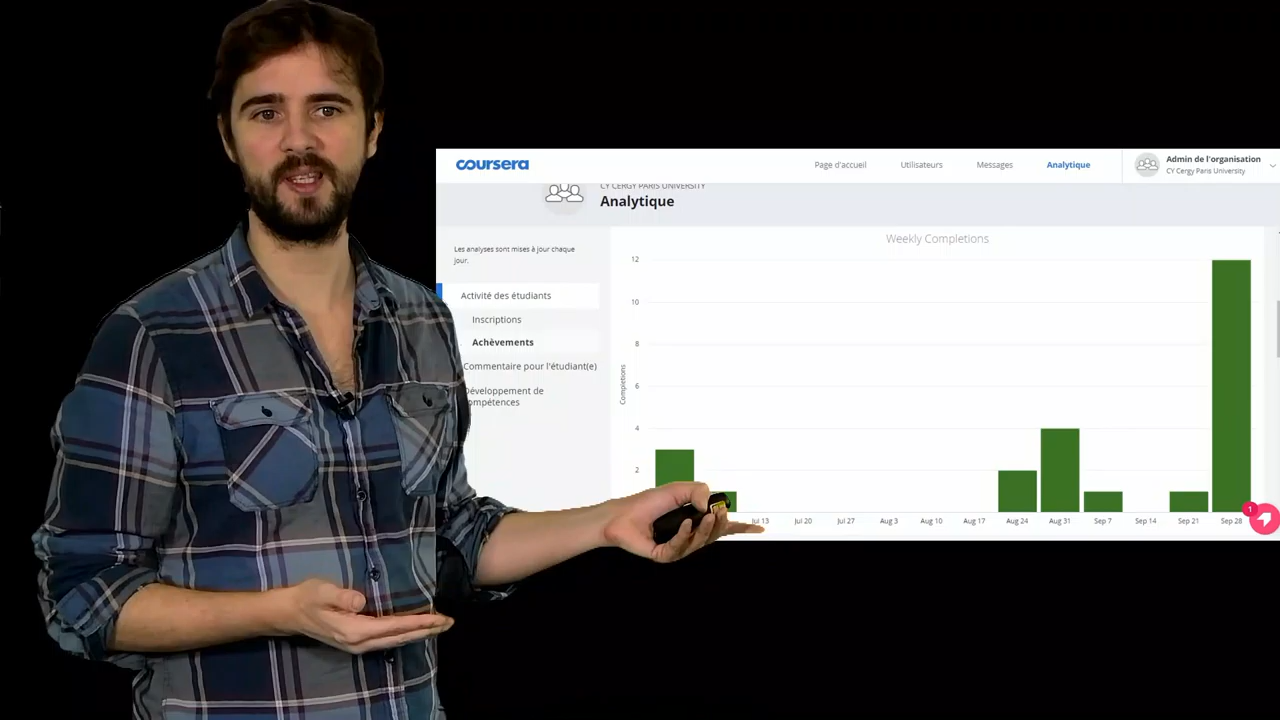 coursera
Page d'accueil
Utilisateurs
Messages
Analytique
Admin de l'organisation
CY Cergy Paris University
CY CERGY PARIS UNIVERSITY
Analytique
Les analyses sont mises à jour chaque
jour.
Activité des étudiants
Inscriptions
Achèvements
Commentaire pour l'étudiant(e)
Développement de
ompétences
Weekly Completions
Completions
12
10
8
6
4
2
Jul 13
Jul 20
Jul 27
Aug 3
Aug 10
Aug 17
Aug 24
Aug 31
Sep 7
Sep 14
Sep 21
Sep 28
1